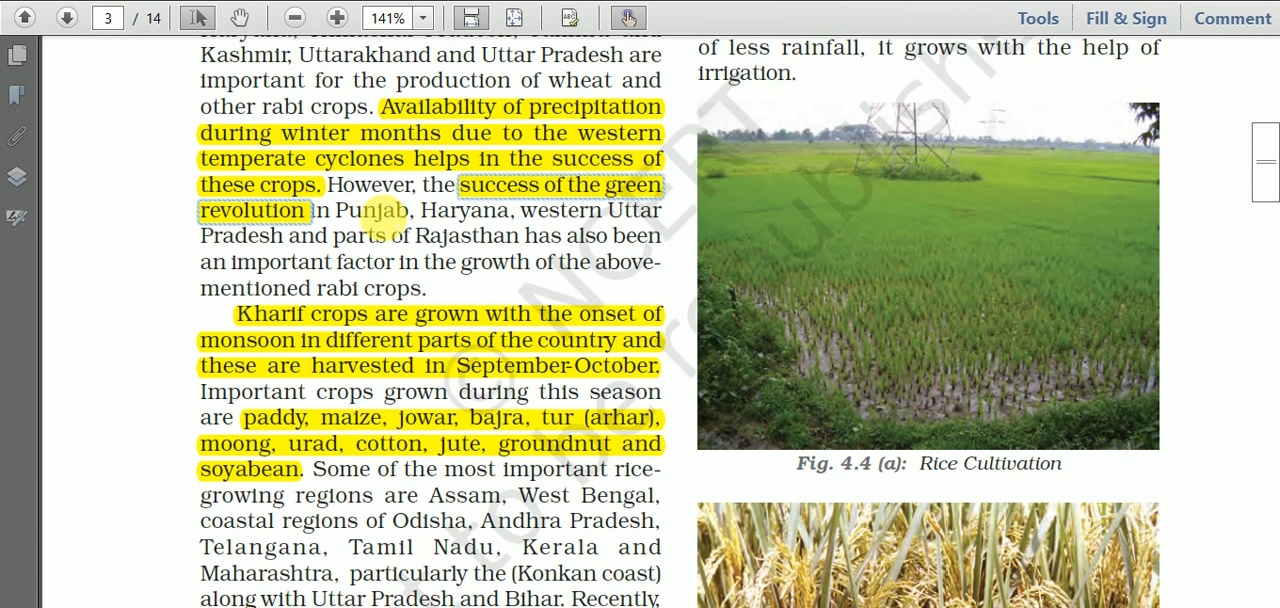 3 / 14
141%
Tools
Fill & Sign
Comment
Kashmir, Uttarakhand and Uttar Pradesh are
important for the production of wheat and
other rabi crops. Availability of precipitation
during winter months due to the western
temperate cyclones helps in the success of
these crops. However, the success of the green
revolution in Punjab, Haryana, western Uttar
Pradesh and parts of Rajasthan has also been
an important factor in the growth of the above-
mentioned rabi crops.
Kharif crops are grown with the onset of
monsoon in different parts of the country and
these are harvested in September-October.
Important crops grown during this season
are paddy, maize, jowar, bajra, tur (arhar),
moong, urad, cotton, jute, groundnut and
soyabean. Some of the most important rice-
growing regions are Assam, West Bengal,
coastal regions of Odisha, Andhra Pradesh,
Telangana, Tamil Nadu, Kerala and
Maharashtra, particularly the (Konkan coast)
along with Uttar Pradesh and Bihar. Recently,
of less rainfall, it grows with the help of
irrigation.
Fig. 4.4 (a): Rice Cultivation
© NCERT
to be republished